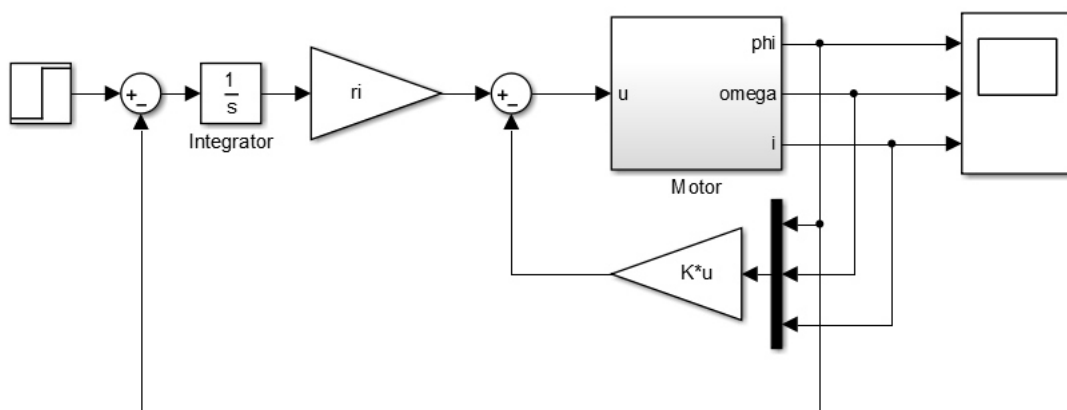 phi
+
−
1
s
ri
+
−
u
omega
Integrator
i
Motor
K*u